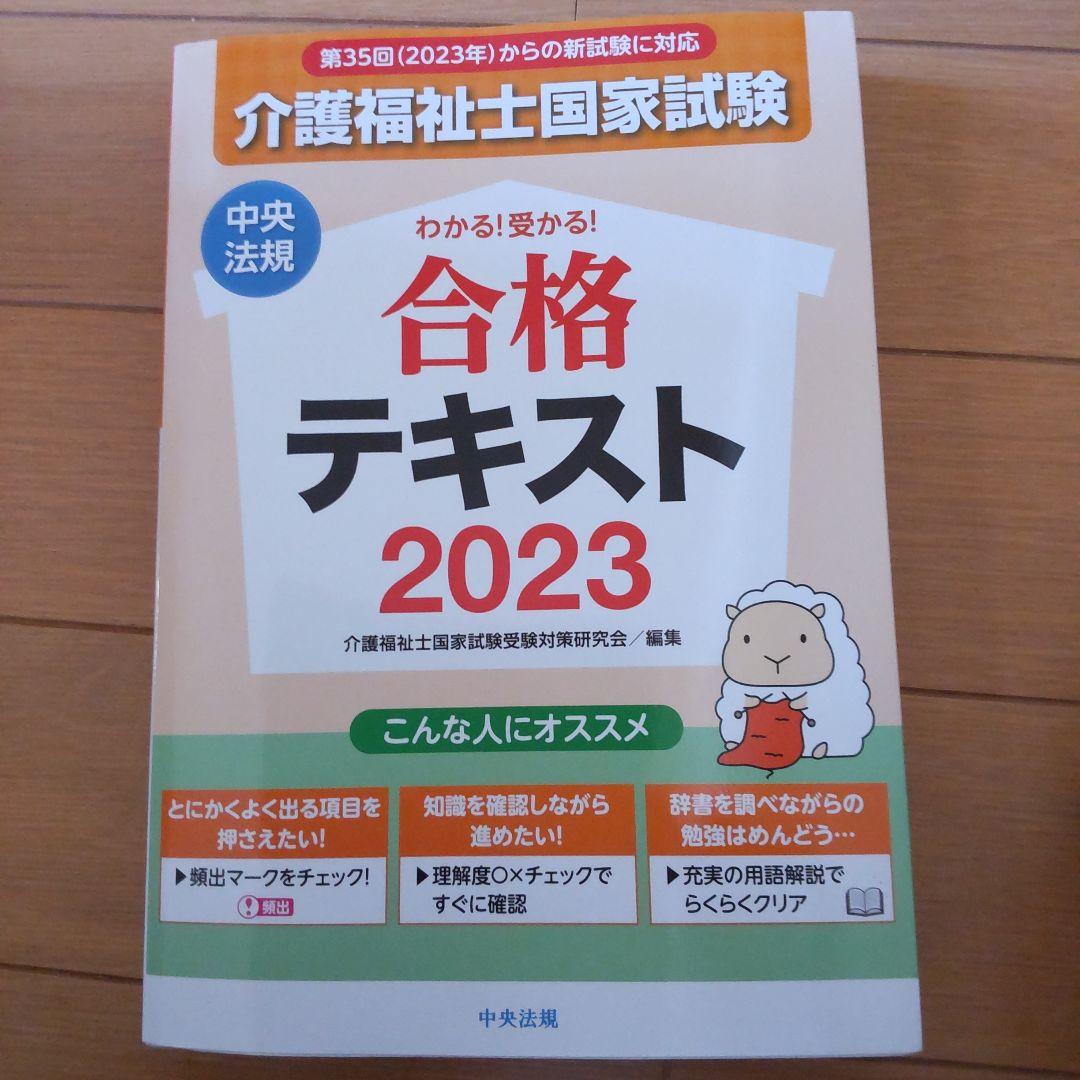 第35回(2023年)からの新試験に対応
介護福祉士国家試験
中央
法規
わかる!受かる!
合格
テキスト
2023
介護福祉士国家試験受験対策研究会/編集
こんな人にオススメ
とにかくよく出る項目を
押さえたい!
▶頻出マークをチェック!
! 頻出
知識を確認しながら
進めたい!
▶理解度○×チェックで
すぐに確認
辞書を調べながらの
勉強はめんどう…
▶充実の用語解説で
らくらくクリア
中央法規